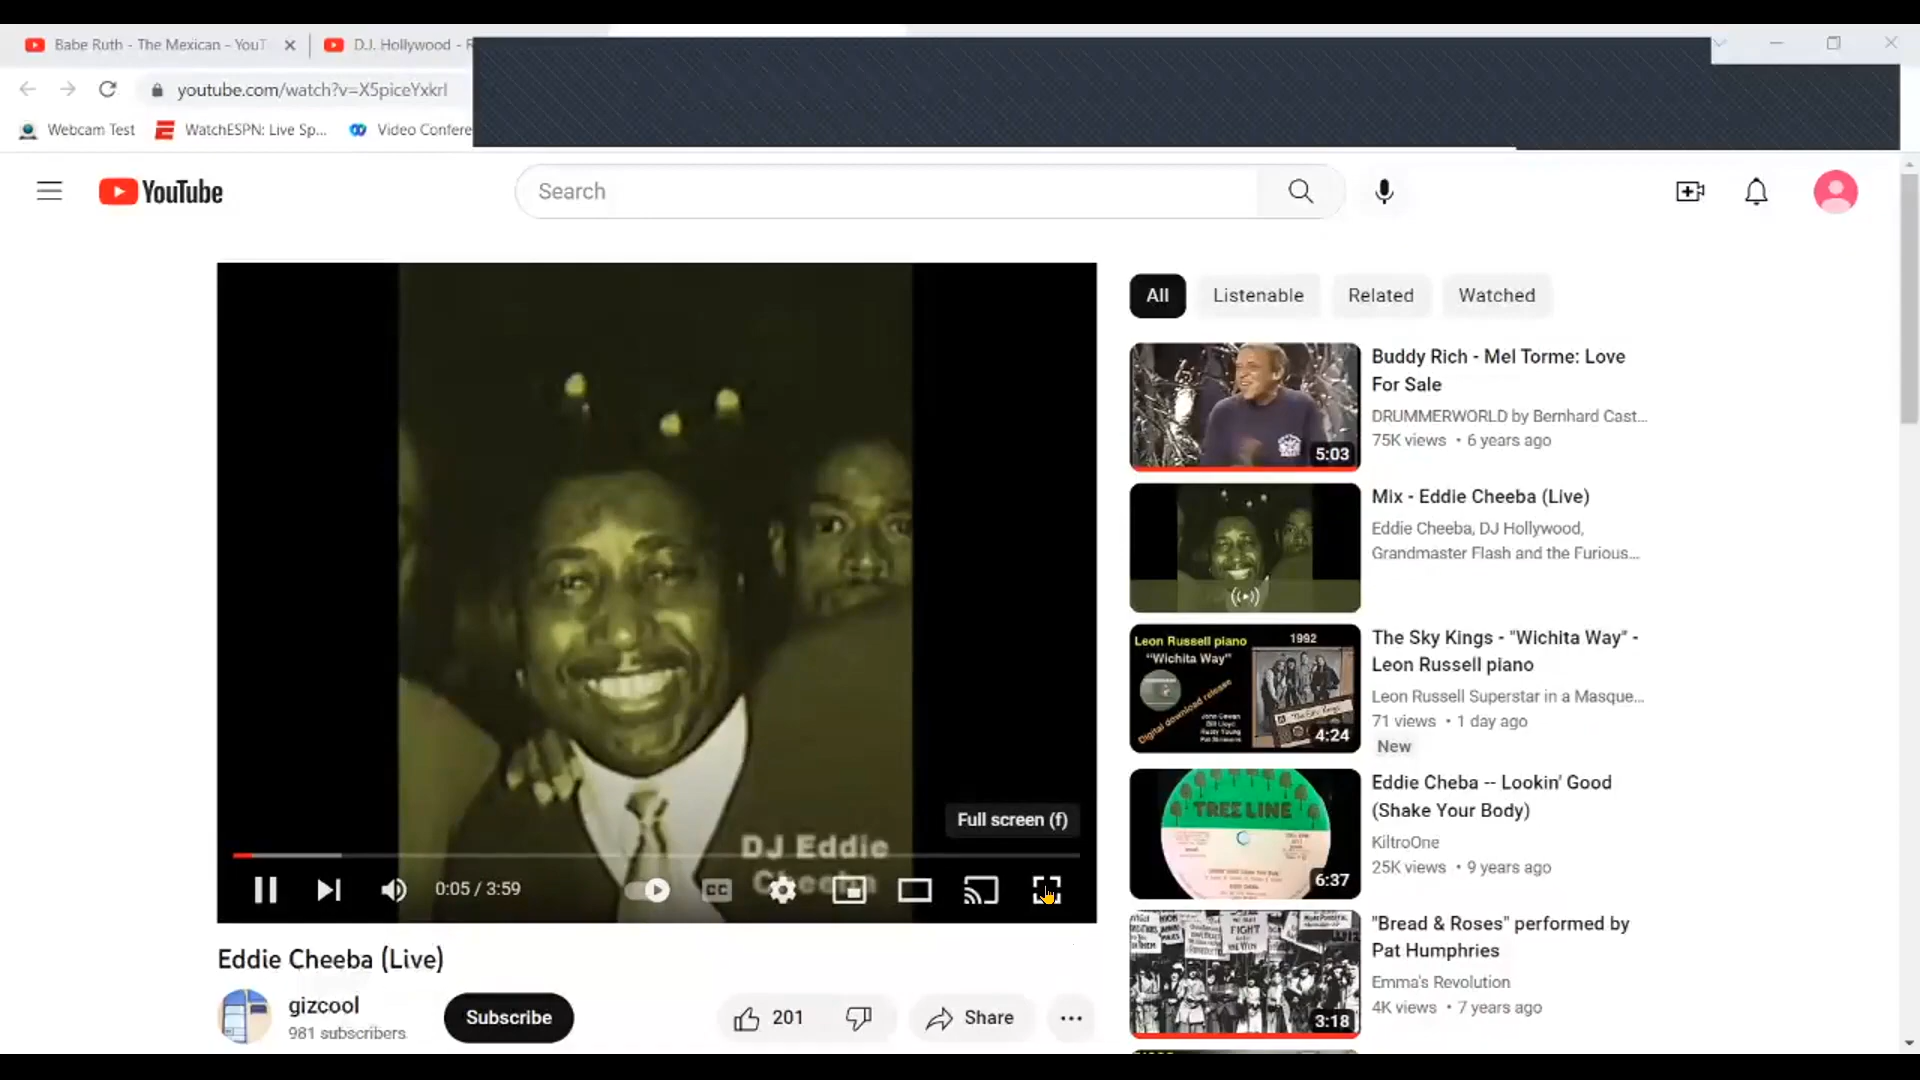 Babe Ruth - The Mexican - YouT
D.J. Hollywood - R
youtube.com/watch?v=X5piceYxkrI
Webcam Test
WatchESPN: Live Sp...
Video Confere
YouTube
Search
DJ Eddie
Cheeba
Full screen (f)
0:05 / 3:59
CC
Eddie Cheeba (Live)
gizcool
981 subscribers
Subscribe
201
Share
All
Listenable
Related
Watched
5:03
Buddy Rich - Mel Torme: Love
For Sale
DRUMMERWORLD by Bernhard Cast...
75K views • 6 years ago
Mix - Eddie Cheeba (Live)
Eddie Cheeba, DJ Hollywood,
Grandmaster Flash and the Furious...
Leon Russell piano
"Wichita Way"
1992
Digital download release
4:24
The Sky Kings - "Wichita Way" -
Leon Russell piano
Leon Russell Superstar in a Masque...
71 views • 1 day ago
New
TREE LINE
6:37
Eddie Cheba -- Lookin' Good
(Shake Your Body)
KiltroOne
25K views • 9 years ago
FIGHT
3:18
"Bread & Roses" performed by
Pat Humphries
Emma's Revolution
4K views • 7 years ago